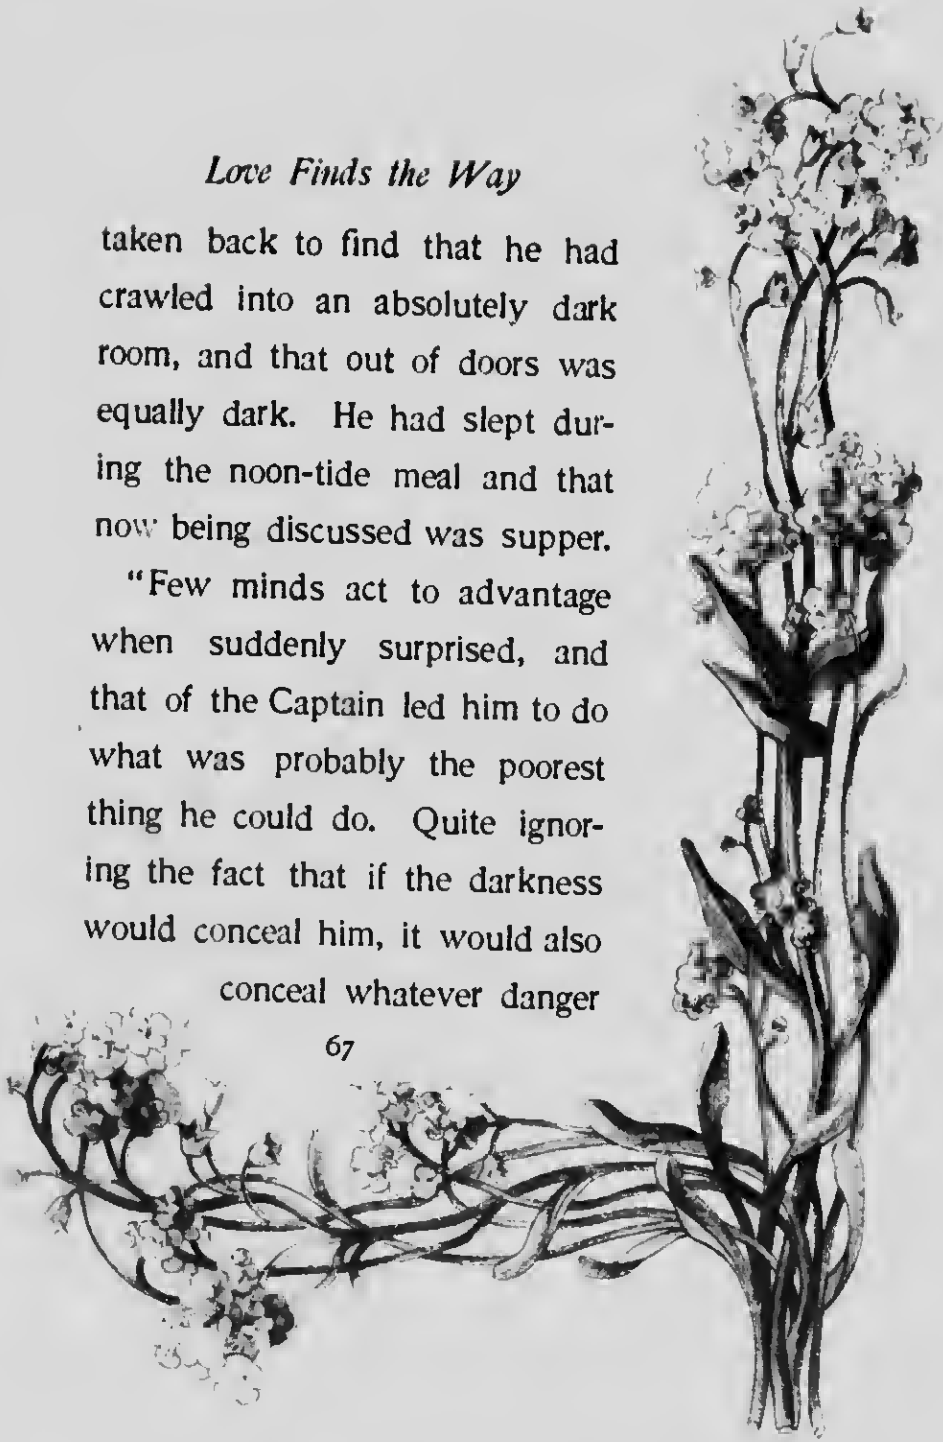 Love Finds the Way
taken back to find that he had
crawled into an absolutely dark
room, and that out of doors was
equally dark. He had slept dur-
ing the noon-tide meal and that
now being discussed was supper.
"Few minds act to advantage
when suddenly surprised, and
that of the Captain led him to do
what was probably the poorest
thing he could do. Quite ignor-
ing the fact that if the darkness
would conceal him, it would also
conceal whatever danger
67